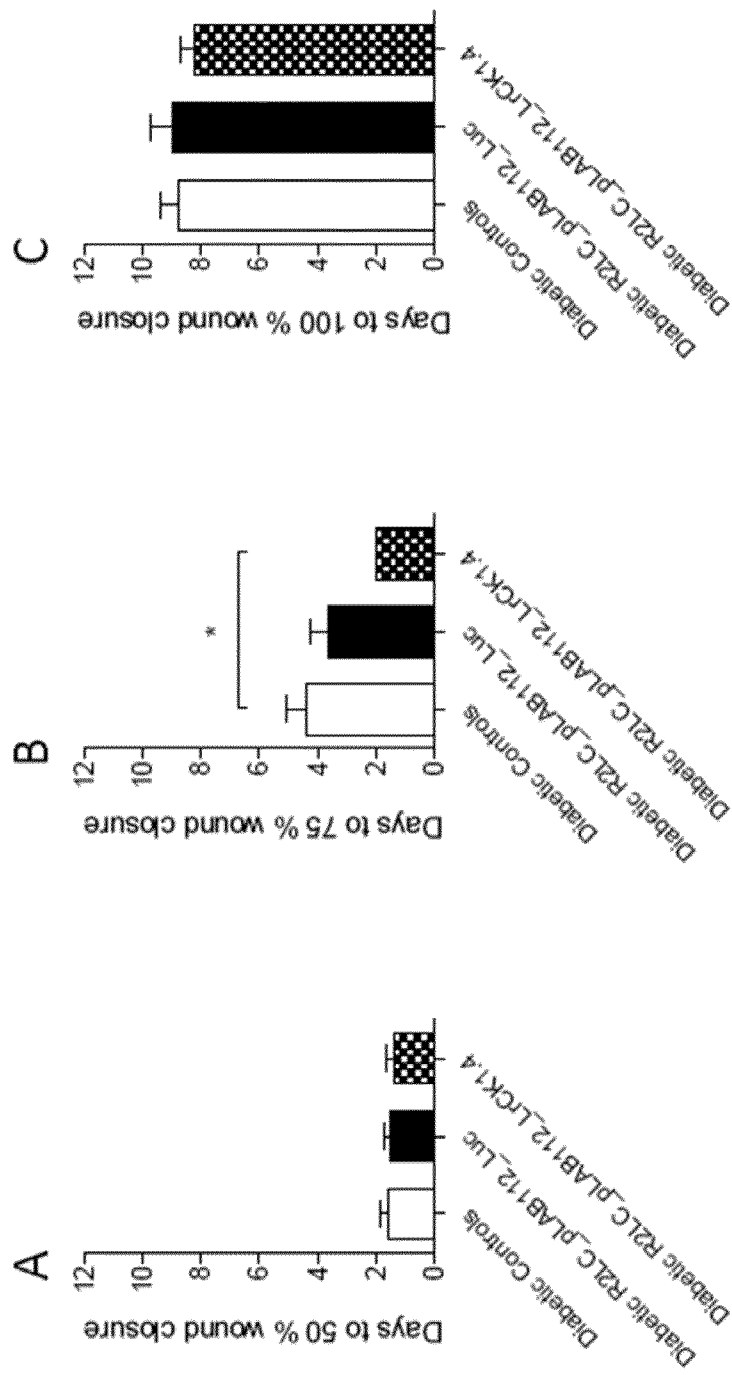 A
Days to 50 % wound closure
12
10
8
6
4
2
0
Diabetic Controls
Diabetic R2LC_pLAB112_Luc
Diabetic R2LC_pLAB112_LrCK1.4
B
Days to 75 % wound closure
12
10
8
6
4
2
0
*
Diabetic Controls
Diabetic R2LC_pLAB112_Luc
Diabetic R2LC_pLAB112_LrCK1.4
C
Days to 100 % wound closure
12
10
8
6
4
2
0
Diabetic Controls
Diabetic R2LC_pLAB112_Luc
Diabetic R2LC_pLAB112_LrCK1.4